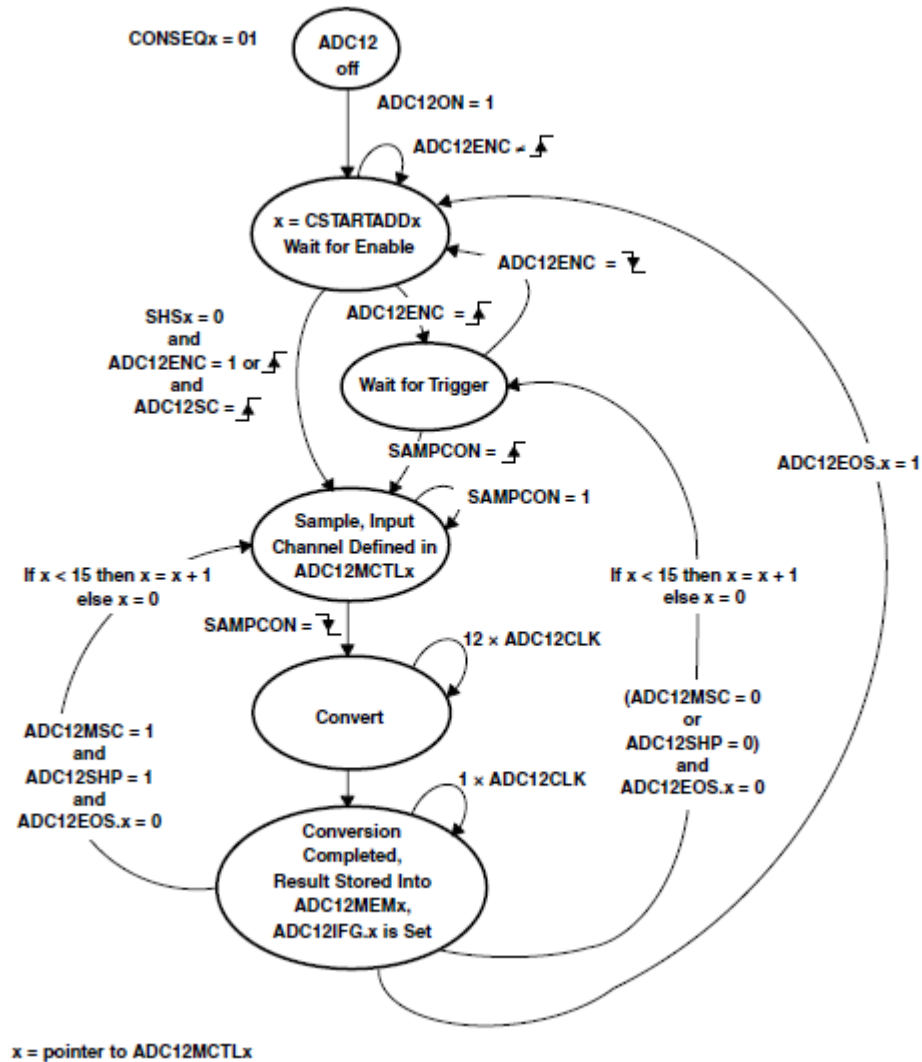 CONSEQx = 01
ADC12
off
ADC12ON = 1
ADC12ENC ≠
x = CSTARTADDx
Wait for Enable
ADC12ENC =
SHSx = 0
and
ADC12ENC = 1 or
and
ADC12SC =
ADC12ENC =
Wait for Trigger
SAMPCON =
ADC12EOS.x = 1
SAMPCON = 1
Sample, Input
Channel Defined in
ADC12MCTLx
If x < 15 then x = x + 1
else x = 0
If x < 15 then x = x + 1
else x = 0
SAMPCON =
12 × ADC12CLK
Convert
ADC12MSC = 1
and
ADC12SHP = 1
and
ADC12EOS.x = 0
(ADC12MSC = 0
or
ADC12SHP = 0)
and
ADC12EOS.x = 0
1 × ADC12CLK
Conversion
Completed,
Result Stored Into
ADC12MEMx,
ADC12IFG.x is Set
x = pointer to ADC12MCTLx